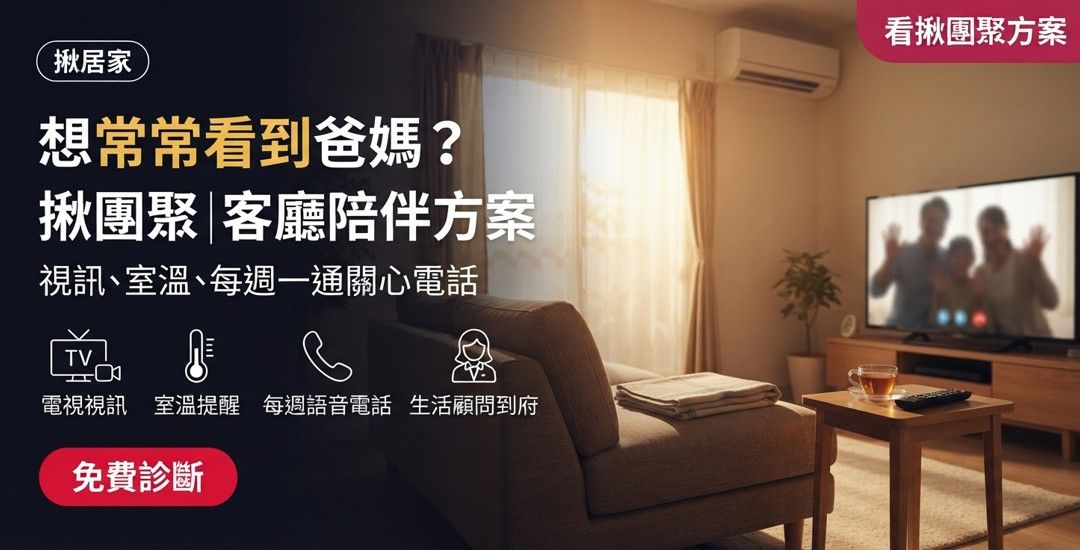 揪居家
看揪團聚方案
想常常看到爸媽？
揪團聚|客廳陪伴方案
視訊、室溫、每週一通關心電話
TV
電視視訊 室溫提醒 每週語音電話 生活顧問到府
免費診斷